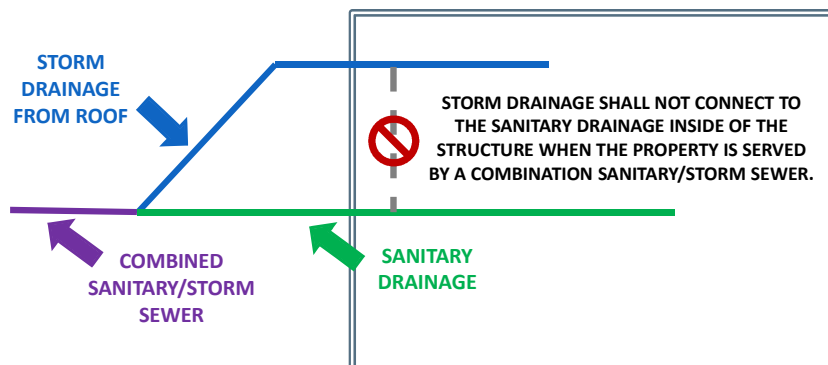 STORM
DRAINAGE
FROM ROOF
STORM DRAINAGE SHALL NOT CONNECT TO
THE SANITARY DRAINAGE INSIDE OF THE
STRUCTURE WHEN THE PROPERTY IS SERVED
BY A COMBINATION SANITARY/STORM SEWER.
COMBINED
SANITARY/STORM
SEWER
SANITARY
DRAINAGE